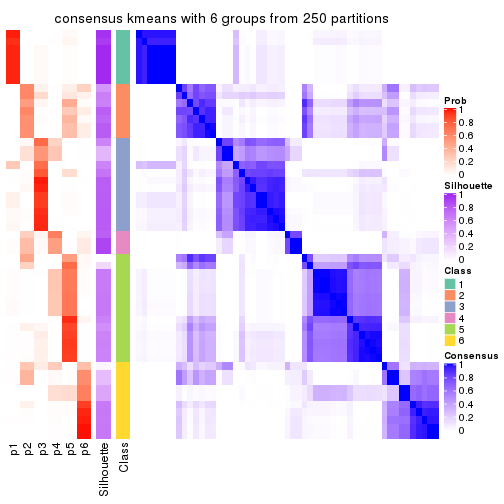 consensus kmeans with 6 groups from 250 partitions
Prob
1
0.8
0.6
0.4
0.2
0
Silhouette
1
0.8
0.6
0.4
0.2
0
Class
1
2
3
4
5
6
Consensus
1
0.8
0.6
0.4
0.2
0
p1
p2
p3
p4
p5
p6
Silhouette
Class